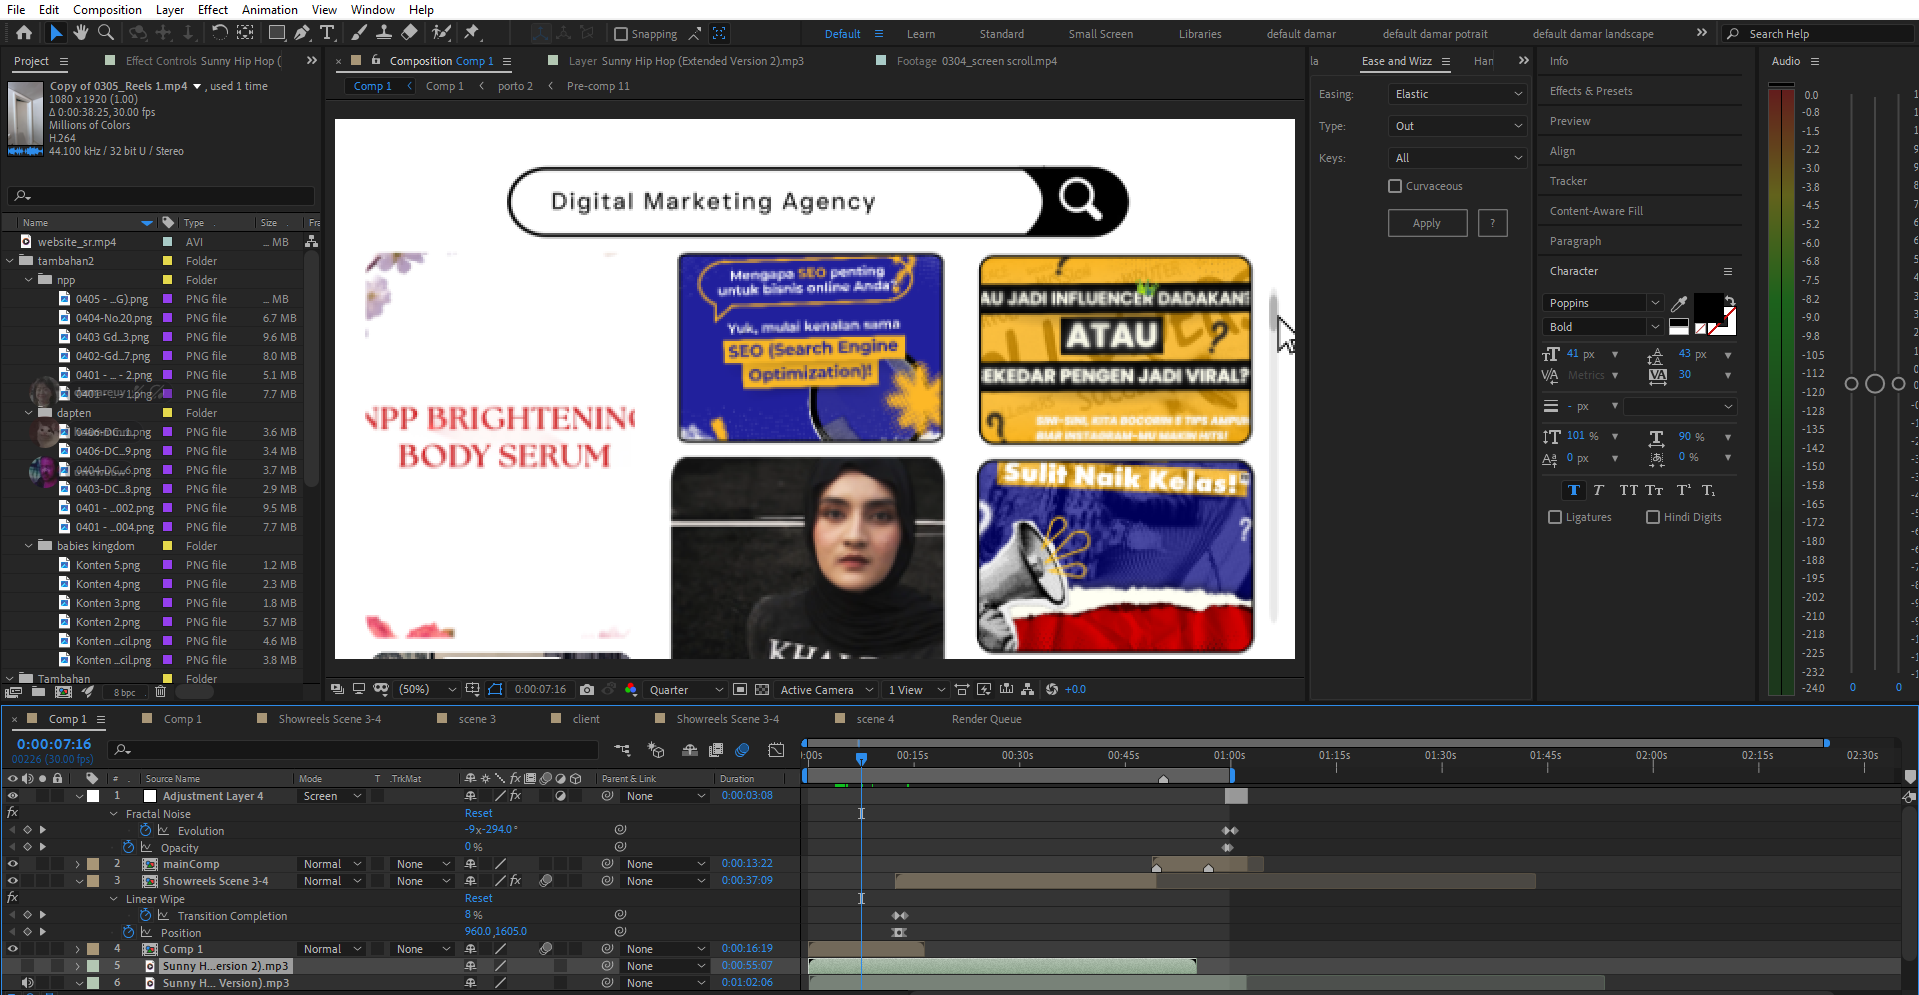 File Edit Composition Layer Effect Animation View Window Help
Snapping
Default Learn Standard Small Screen Libraries default damar default damar potrait default damar landscape Search Help
Project
Effect Controls Sunny Hip Hop (
Composition Comp 1
Layer Sunny Hip Hop (Extended Version 2).mp3
Footage 0304_screen scroll.mp4
Comp 1 Comp 1 porto 2 Pre-comp 11
Copy of 0305_Reels 1.mp4 , used 1 time
1080 x 1920 (1.00)
Δ 0:00:38:25, 30.00 fps
Millions of Colors
H.264
44.100 kHz / 32 bit U / Stereo
Name Type Size Fra
website_sr.mp4 AVI ... MB
tambahan2 Folder
npp Folder
0405 - ...G).png PNG file ... MB
0404-No.20.png PNG file 6.7 MB
0403 Gd...3.png PNG file 9.6 MB
0402-Gd...7.png PNG file 8.0 MB
0401 - ... - 2.png PNG file 5.1 MB
PNG file 7.7 MB
dapten Folder
PNG file 3.6 MB
0406-DC...9.png PNG file 3.4 MB
0404-DC...6.png PNG file 3.7 MB
0403-DC...8.png PNG file 2.9 MB
0401 - ...002.png PNG file 9.5 MB
0401 - ...004.png PNG file 7.7 MB
babies kingdom Folder
Konten 5.png PNG file 1.2 MB
Konten 4.png PNG file 2.3 MB
Konten 3.png PNG file 1.8 MB
Konten 2.png PNG file 5.7 MB
Konten ...cil.png PNG file 4.6 MB
Konten ...cil.png PNG file 3.8 MB
Tambahan Folder
8 bpc
Digital Marketing Agency
NPP BRIGHTENING
BODY SERUM
Mengapa SEO penting
untuk bisnis online Anda?
Yuk, mulai kenalan sama
SEO (Search Engine
Optimization)!
AU JADI INFLUENCER DADAKAN
ATAU
EKEDAR PENGEN JADI VIRAL?
SINI-SINI, KITA BOCORIN 5 TIPS AMPU
BIAR INSTAGRAM-MU MAKIN HITS!
Sulit Naik Kelas!
(50%) 0:00:07:16 Quarter Active Camera 1 View +0.0
la Ease and Wizz Han
Easing: Elastic
Type: Out
Keys: All
Curvaceous
Apply ?
Info
Effects & Presets
Preview
Align
Tracker
Content-Aware Fill
Paragraph
Character
Poppins
Bold
41 px 43 px
Metrics 30
- px
101 % 90 %
0 px 0 %
T T TT Tt T¹ T₁
Ligatures Hindi Digits
Audio
0.0
-0.8
-1.5
-2.2
-3.0
-3.8
-4.5
-5.2
-6.0
-6.8
-7.5
-8.2
-9.0
-9.8
-10.5
-11.2
-12.0
-12.8
-13.5
-14.2
-15.0
-15.8
-16.5
-17.2
-18.0
-18.8
-19.5
-20.2
-21.0
-21.8
-22.5
-23.2
-24.0
0 0
Comp 1 Comp 1 Showreels Scene 3-4 scene 3 client Showreels Scene 3-4 scene 4 Render Queue
0:00:07:16
00226 (30.00 fps)
:00s 00:15s 00:30s 00:45s 01:00s 01:15s 01:30s 01:45s 02:00s 02:15s 02:30s
# Source Name Mode T .TrkMat Parent & Link Duration
1 Adjustment Layer 4 Screen None 0:00:03:08
Fractal Noise Reset
Evolution -9x-294.0°
Opacity 0 %
2 mainComp Normal None None 0:00:13:22
3 Showreels Scene 3-4 Normal None None 0:00:37:09
Linear Wipe Reset
Transition Completion 8 %
Position 960.0,1605.0
4 Comp 1 Normal None None 0:00:16:19
5 Sunny H...ersion 2).mp3 None 0:00:55:07
6 Sunny H... Version).mp3 None 0:01:02:06